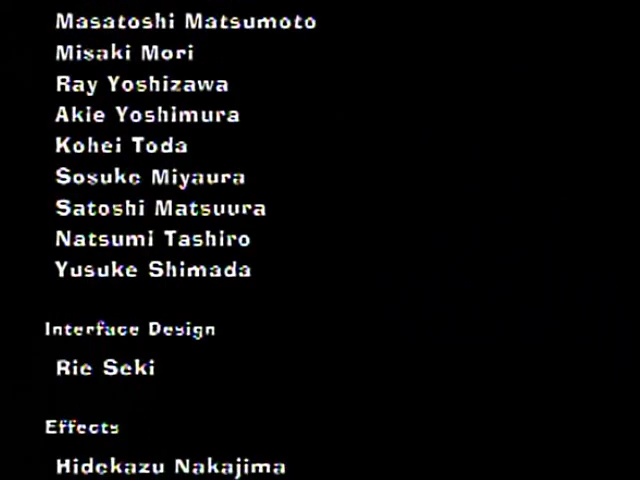 Masatoshi Matsumoto
Misaki Mori
Ray Yoshizawa
Akie Yoshimura
Kohei Toda
Sosuke Miyaura
Satoshi Matsuura
Natsumi Tashiro
Yusuke Shimada
Interface Design
Rie Seki
Effects
Hidekazu Nakajima